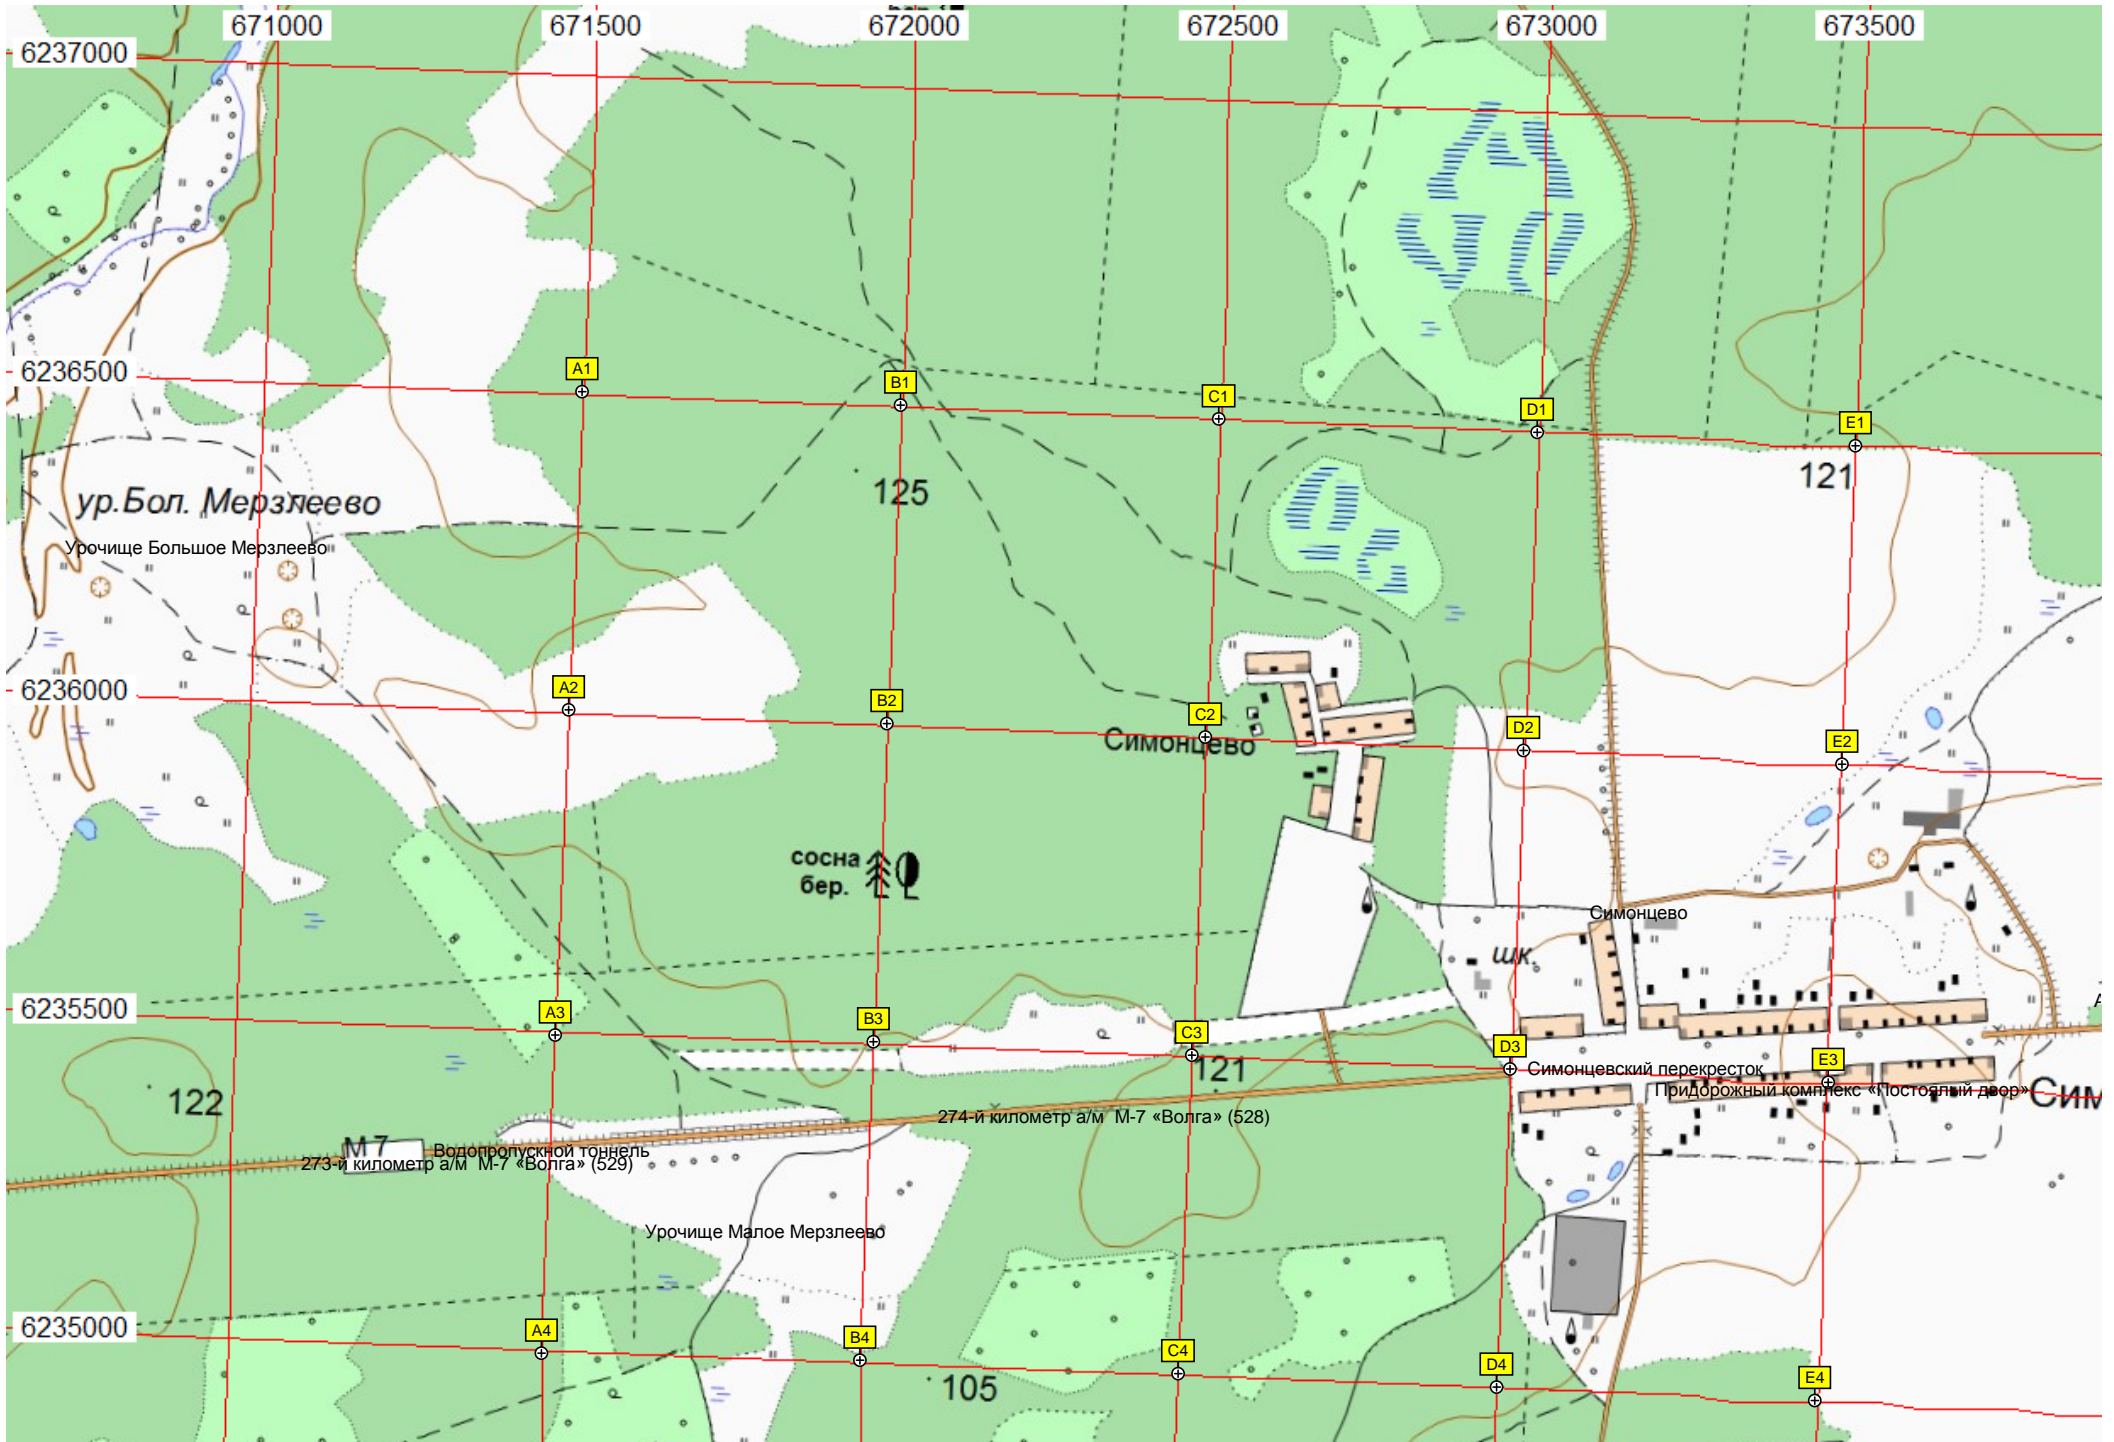 671000 671500 672000 672500 673000 673500
6237000
6236500
A1 B1 C1 D1 E1
125
121
ур.Бол. Мерзлеево
Урочище Большое Мерзлеево
6236000
A2 B2 C2 D2 E2
Симонцево
сосна
бер.
Симонцево
шк.
6235500
A3 B3 C3 D3 E3
121
Симонцевский перекресток
Придорожный комплекс «Постоялый двор»
Сим
122
274-й километр а/м М-7 «Волга» (528)
М 7
Водопропускной тоннель
273-й километр а/м М-7 «Волга» (529)
Урочище Малое Мерзлеево
6235000
A4 B4 C4 D4 E4
105